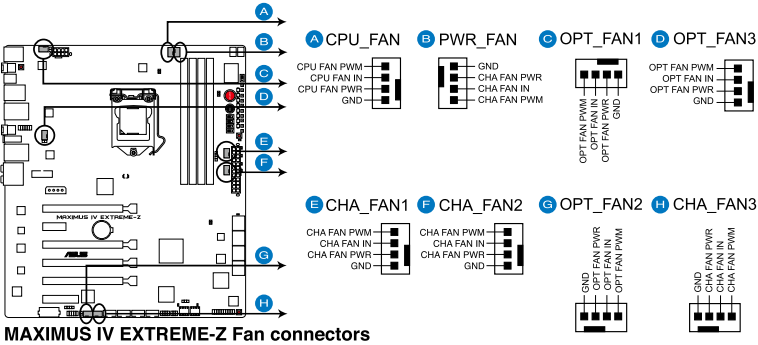 A
B
C
D
E
F
G
H
MAXIMUS IV EXTREME-Z
ASUS
A CPU_FAN
CPU FAN PWM
CPU FAN IN
CPU FAN PWR
GND
B PWR_FAN
GND
CHA FAN PWR
CHA FAN IN
CHA FAN PWM
C OPT_FAN1
OPT FAN PWM
OPT FAN IN
OPT FAN PWR
GND
D OPT_FAN3
OPT FAN PWM
OPT FAN IN
OPT FAN PWR
GND
E CHA_FAN1
CHA FAN PWM
CHA FAN IN
CHA FAN PWR
GND
F CHA_FAN2
CHA FAN PWM
CHA FAN IN
CHA FAN PWR
GND
G OPT_FAN2
GND
OPT FAN PWR
OPT FAN IN
OPT FAN PWM
H CHA_FAN3
GND
CHA FAN PWR
CHA FAN IN
CHA FAN PWM
MAXIMUS IV EXTREME-Z Fan connectors